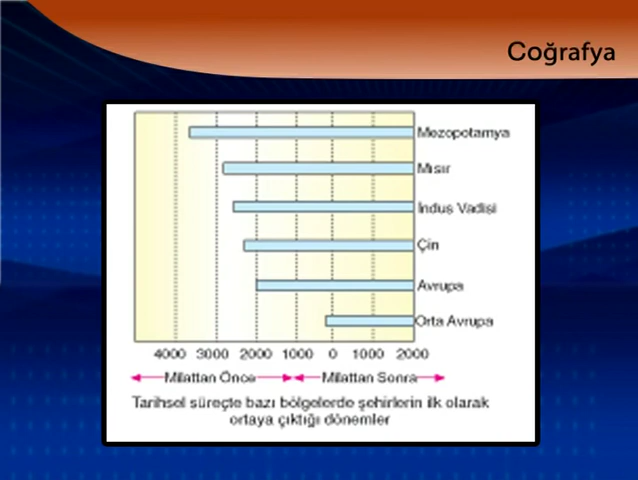 Coğrafya
Mezopotamya
Mısır
İndus Vadisi
Çin
Avrupa
Orta Avrupa
4000 3000 2000 1000 0 1000 2000
Milattan Önce Milattan Sonra
Tarihsel süreçte bazı bölgelerde şehirlerin ilk olarak
ortaya çıktığı dönemler